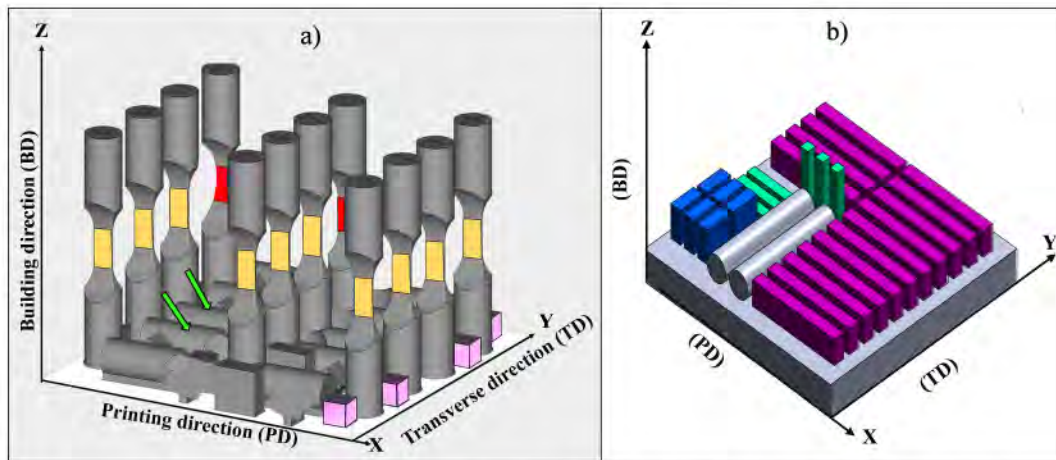 Z
a)
Building direction (BD)
Y
Transverse direction (TD)
X
Printing direction (PD)
Z
b)
(BD)
Y
(PD)
(TD)
X